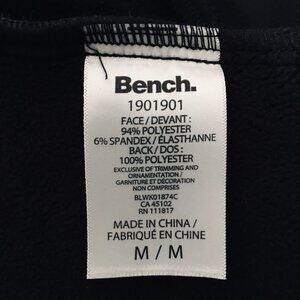 Bench.
1901901
FACE / DEVANT :
94% POLYESTER
6% SPANDEX / ÉLASTHANNE
BACK / DOS :
100% POLYESTER
EXCLUSIVE OF TRIMMING AND
ORNAMENTATION /
GARNITURE ET DÉCORATION
NON COMPRISES
BLWK01874C
CA 45102
RN 111817
MADE IN CHINA /
FABRIQUÉ EN CHINE
M / M